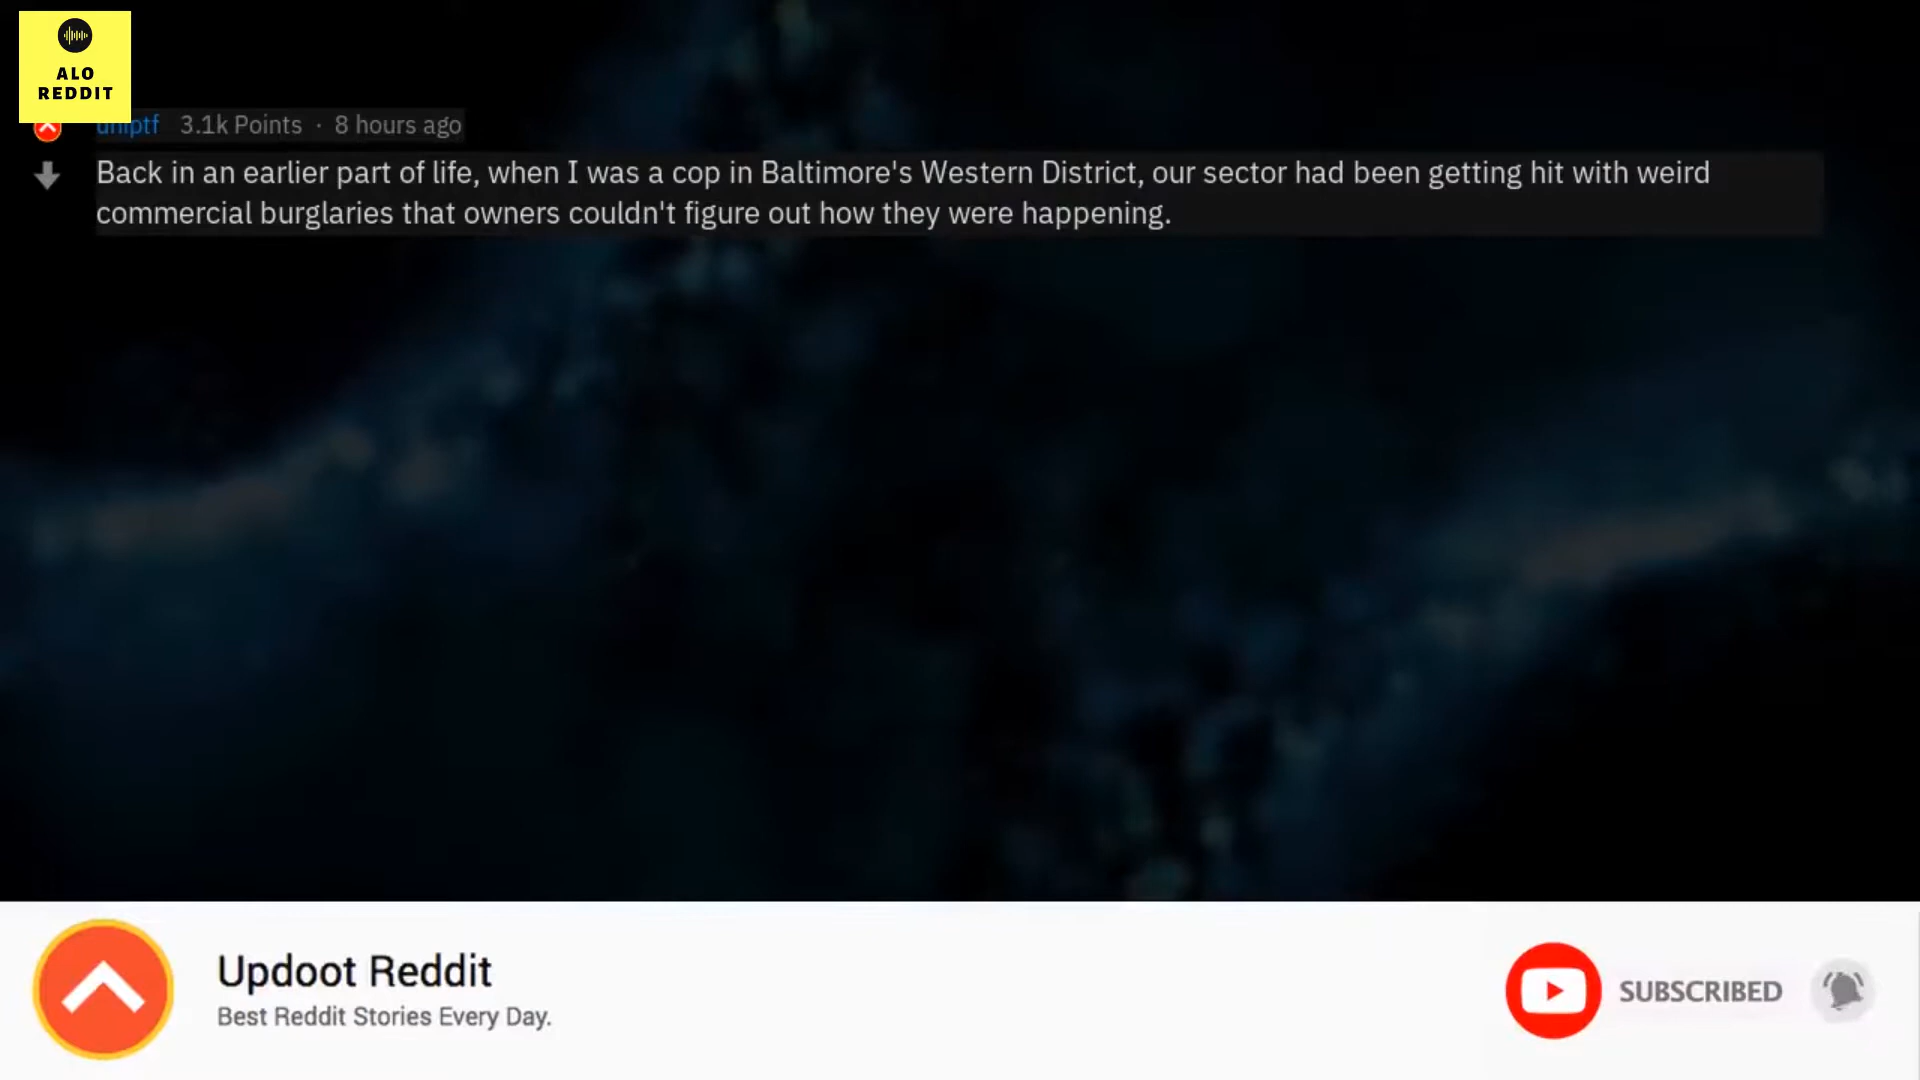 ALO
REDDIT
3.1k Points · 8 hours ago
Back in an earlier part of life, when I was a cop in Baltimore's Western District, our sector had been getting hit with weird
commercial burglaries that owners couldn't figure out how they were happening.
Updoot Reddit
Best Reddit Stories Every Day.
SUBSCRIBED